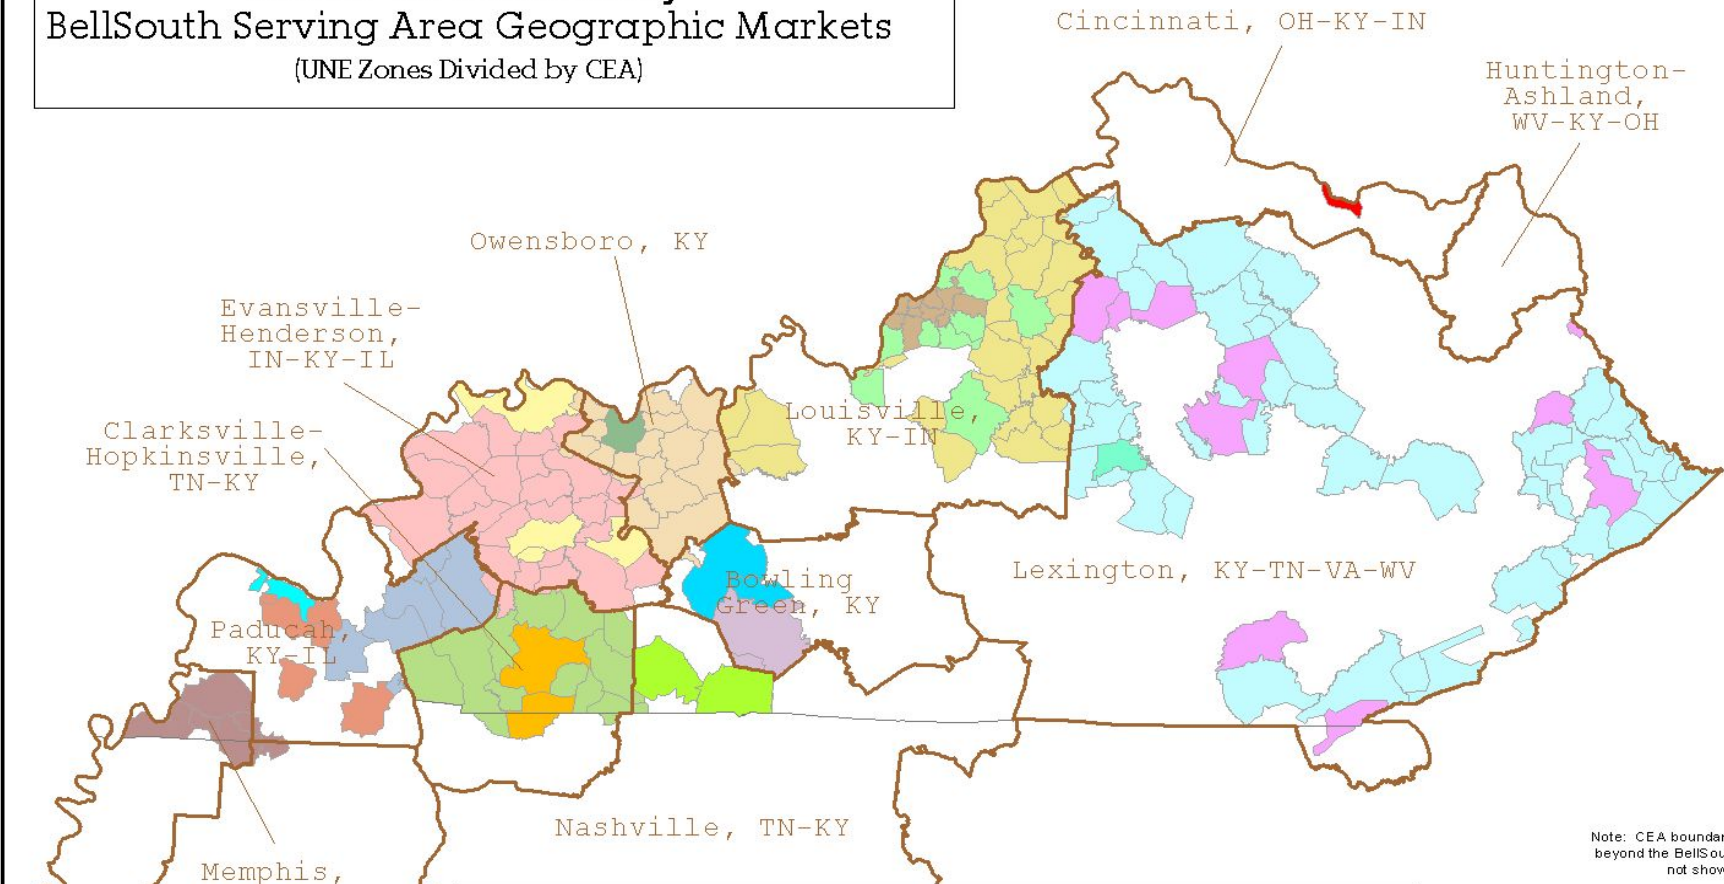 BellSouth Serving Area Geographic Markets
(UNE Zones Divided by CEA)
Cincinnati, OH-KY-IN
Huntington-
Ashland,
WV-KY-OH
Owensboro, KY
Evansville-
Henderson,
IN-KY-IL
Clarksville-
Hopkinsville,
TN-KY
Louisville,
KY-IN
Lexington, KY-TN-VA-WV
Bowling
Green, KY
Paducah,
KY-IL
Nashville, TN-KY
Memphis,
Note: CEA boundar
beyond the BellSou
not show